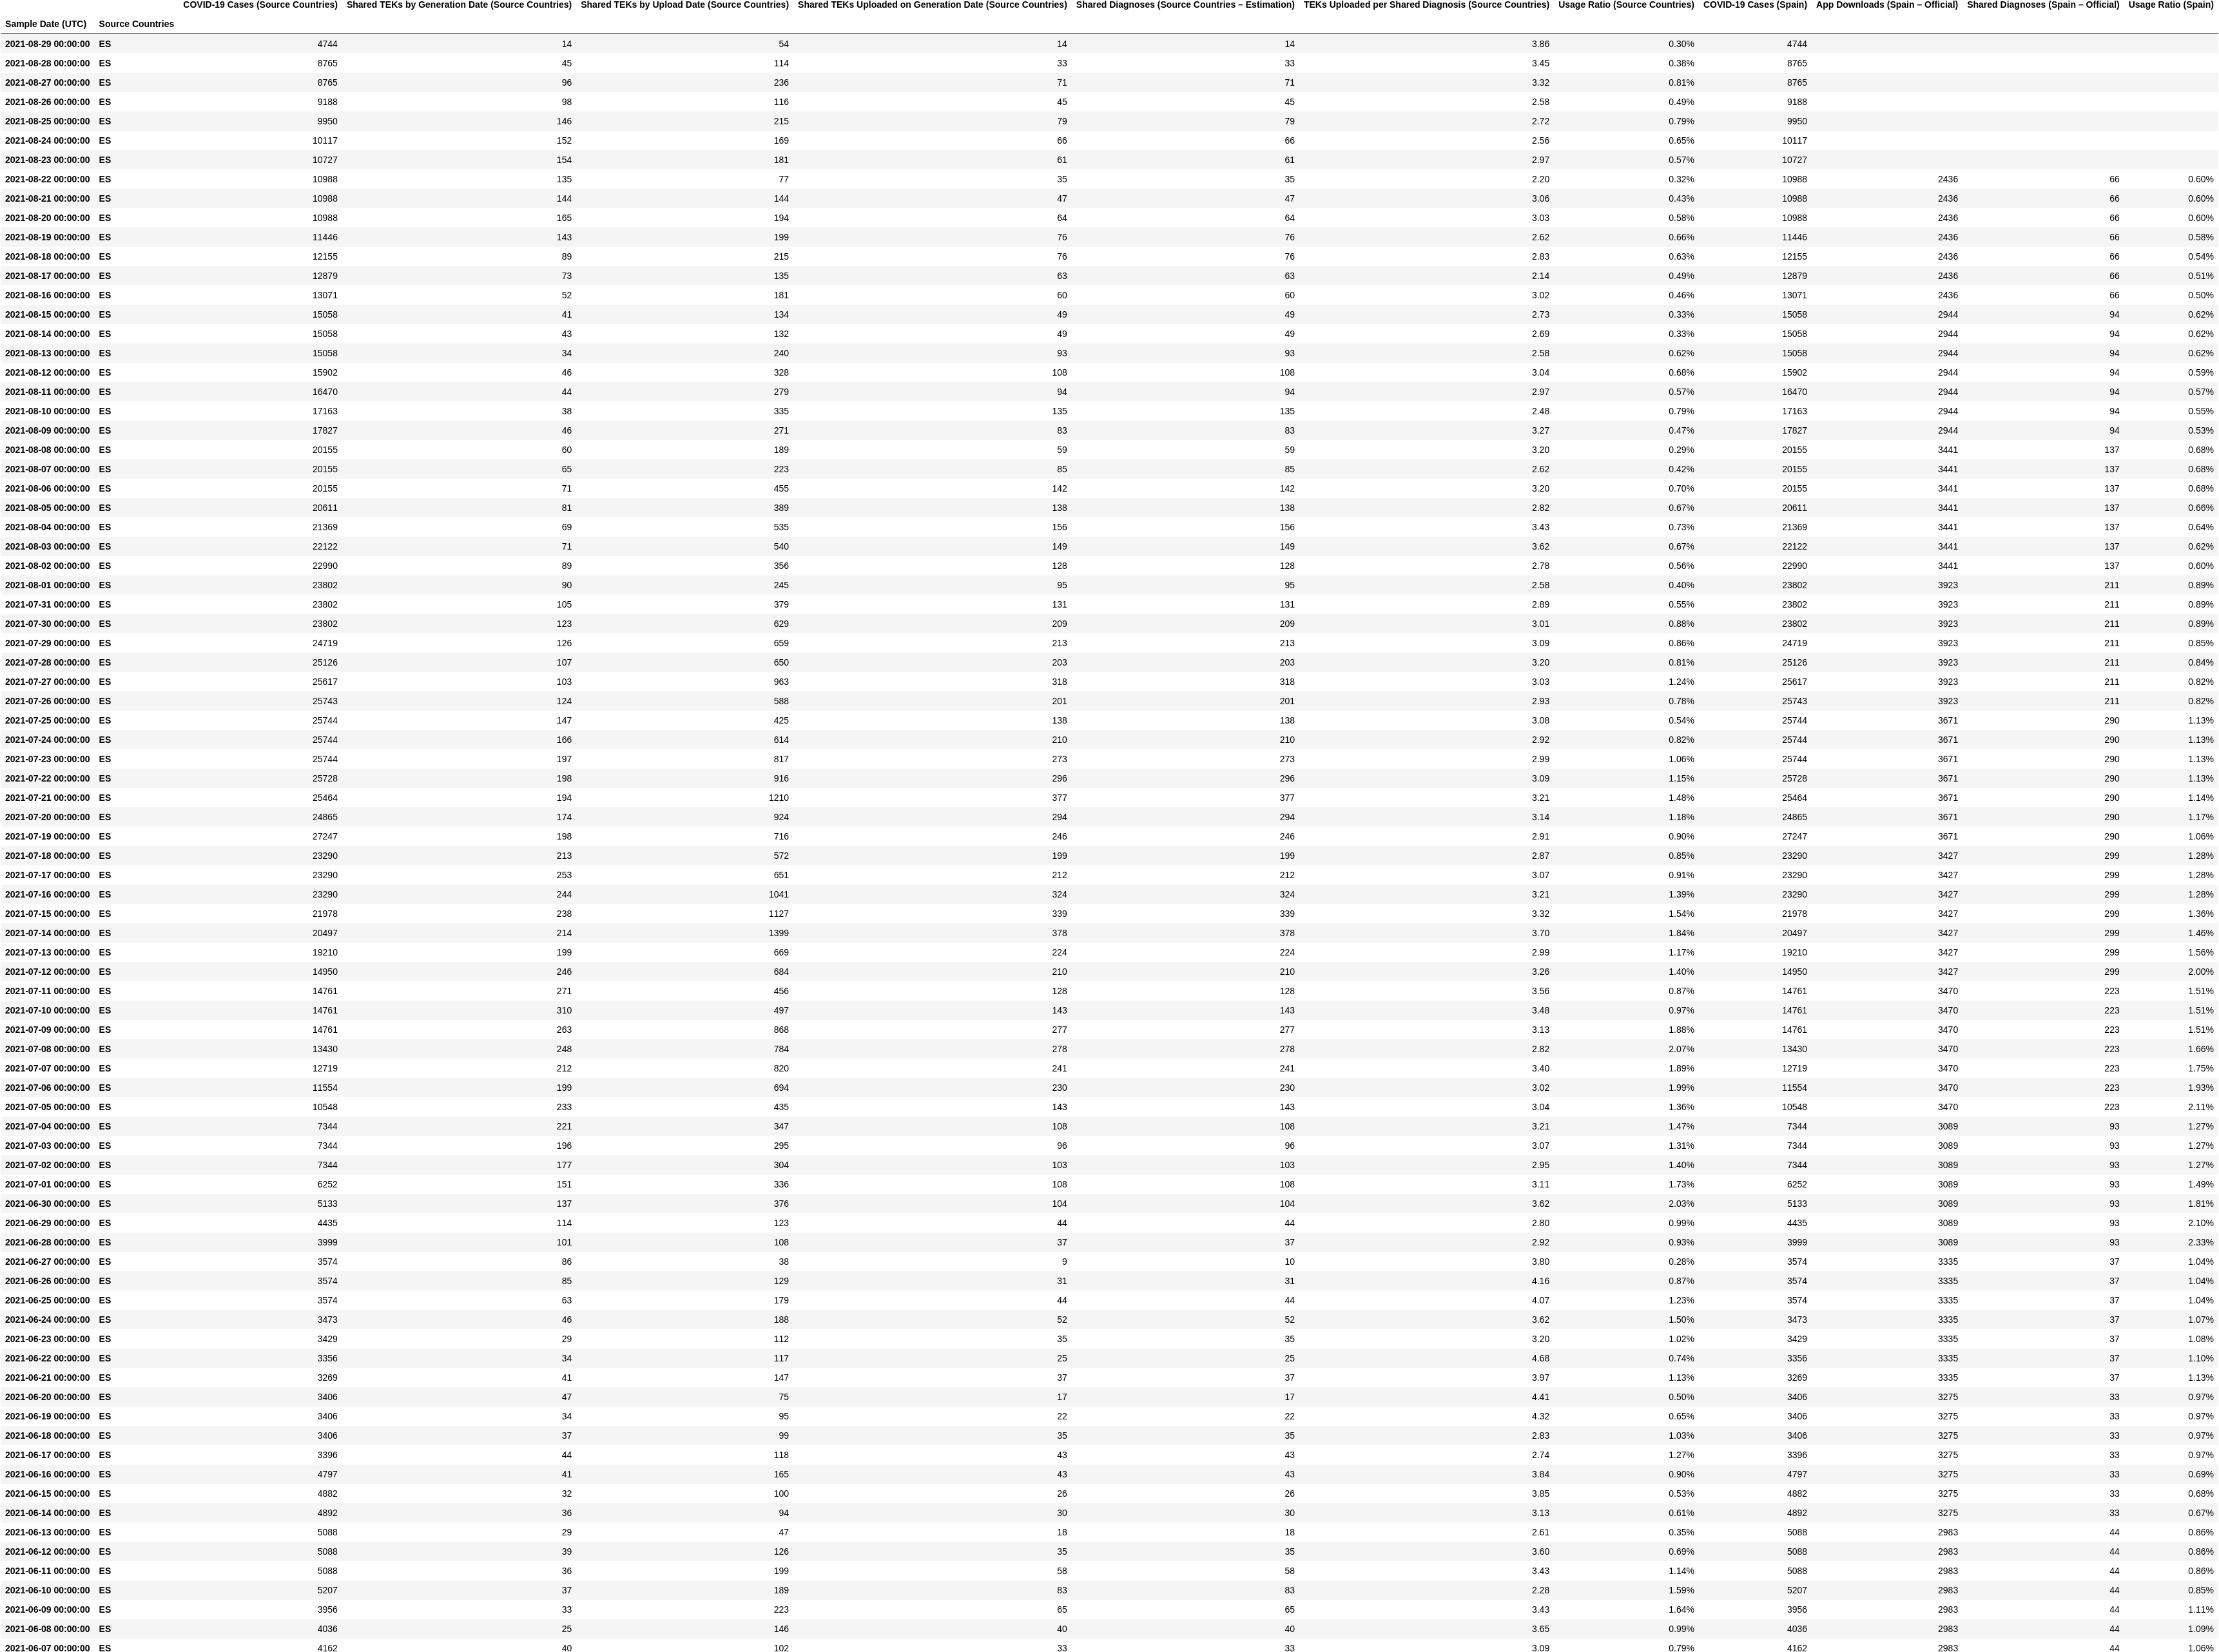 COVID-19 Cases (Source Countries) Shared TEKs by Generation Date (Source Countries) Shared TEKs by Upload Date (Source Countries) Shared TEKs Uploaded on Generation Date (Source Countries) Shared Diagnoses (Source Countries – Estimation) TEKs Uploaded per Shared Diagnosis (Source Countries) Usage Ratio (Source Countries) COVID-19 Cases (Spain) App Downloads (Spain – Official) Shared Diagnoses (Spain – Official) Usage Ratio (Spain)
Sample Date (UTC) Source Countries
2021-08-29 00:00:00 ES 4744 14 54 14 14 3.86 0.30% 4744
2021-08-28 00:00:00 ES 8765 45 114 33 33 3.45 0.38% 8765
2021-08-27 00:00:00 ES 8765 96 236 71 71 3.32 0.81% 8765
2021-08-26 00:00:00 ES 9188 98 116 45 45 2.58 0.49% 9188
2021-08-25 00:00:00 ES 9950 146 215 79 79 2.72 0.79% 9950
2021-08-24 00:00:00 ES 10117 152 169 66 66 2.56 0.65% 10117
2021-08-23 00:00:00 ES 10727 154 181 61 61 2.97 0.57% 10727
2021-08-22 00:00:00 ES 10988 135 77 35 35 2.20 0.32% 10988 2436 66 0.60%
2021-08-21 00:00:00 ES 10988 144 144 47 47 3.06 0.43% 10988 2436 66 0.60%
2021-08-20 00:00:00 ES 10988 165 194 64 64 3.03 0.58% 10988 2436 66 0.60%
2021-08-19 00:00:00 ES 11446 143 199 76 76 2.62 0.66% 11446 2436 66 0.58%
2021-08-18 00:00:00 ES 12155 89 215 76 76 2.83 0.63% 12155 2436 66 0.54%
2021-08-17 00:00:00 ES 12879 73 135 63 63 2.14 0.49% 12879 2436 66 0.51%
2021-08-16 00:00:00 ES 13071 52 181 60 60 3.02 0.46% 13071 2436 66 0.50%
2021-08-15 00:00:00 ES 15058 41 134 49 49 2.73 0.33% 15058 2944 94 0.62%
2021-08-14 00:00:00 ES 15058 43 132 49 49 2.69 0.33% 15058 2944 94 0.62%
2021-08-13 00:00:00 ES 15058 34 240 93 93 2.58 0.62% 15058 2944 94 0.62%
2021-08-12 00:00:00 ES 15902 46 328 108 108 3.04 0.68% 15902 2944 94 0.59%
2021-08-11 00:00:00 ES 16470 44 279 94 94 2.97 0.57% 16470 2944 94 0.57%
2021-08-10 00:00:00 ES 17163 38 335 135 135 2.48 0.79% 17163 2944 94 0.55%
2021-08-09 00:00:00 ES 17827 46 271 83 83 3.27 0.47% 17827 2944 94 0.53%
2021-08-08 00:00:00 ES 20155 60 189 59 59 3.20 0.29% 20155 3441 137 0.68%
2021-08-07 00:00:00 ES 20155 65 223 85 85 2.62 0.42% 20155 3441 137 0.68%
2021-08-06 00:00:00 ES 20155 71 455 142 142 3.20 0.70% 20155 3441 137 0.68%
2021-08-05 00:00:00 ES 20611 81 389 138 138 2.82 0.67% 20611 3441 137 0.66%
2021-08-04 00:00:00 ES 21369 69 535 156 156 3.43 0.73% 21369 3441 137 0.64%
2021-08-03 00:00:00 ES 22122 71 540 149 149 3.62 0.67% 22122 3441 137 0.62%
2021-08-02 00:00:00 ES 22990 89 356 128 128 2.78 0.56% 22990 3441 137 0.60%
2021-08-01 00:00:00 ES 23802 90 245 95 95 2.58 0.40% 23802 3923 211 0.89%
2021-07-31 00:00:00 ES 23802 105 379 131 131 2.89 0.55% 23802 3923 211 0.89%
2021-07-30 00:00:00 ES 23802 123 629 209 209 3.01 0.88% 23802 3923 211 0.89%
2021-07-29 00:00:00 ES 24719 126 659 213 213 3.09 0.86% 24719 3923 211 0.85%
2021-07-28 00:00:00 ES 25126 107 650 203 203 3.20 0.81% 25126 3923 211 0.84%
2021-07-27 00:00:00 ES 25617 103 963 318 318 3.03 1.24% 25617 3923 211 0.82%
2021-07-26 00:00:00 ES 25743 124 588 201 201 2.93 0.78% 25743 3923 211 0.82%
2021-07-25 00:00:00 ES 25744 147 425 138 138 3.08 0.54% 25744 3671 290 1.13%
2021-07-24 00:00:00 ES 25744 166 614 210 210 2.92 0.82% 25744 3671 290 1.13%
2021-07-23 00:00:00 ES 25744 197 817 273 273 2.99 1.06% 25744 3671 290 1.13%
2021-07-22 00:00:00 ES 25728 198 916 296 296 3.09 1.15% 25728 3671 290 1.13%
2021-07-21 00:00:00 ES 25464 194 1210 377 377 3.21 1.48% 25464 3671 290 1.14%
2021-07-20 00:00:00 ES 24865 174 924 294 294 3.14 1.18% 24865 3671 290 1.17%
2021-07-19 00:00:00 ES 27247 198 716 246 246 2.91 0.90% 27247 3671 290 1.06%
2021-07-18 00:00:00 ES 23290 213 572 199 199 2.87 0.85% 23290 3427 299 1.28%
2021-07-17 00:00:00 ES 23290 253 651 212 212 3.07 0.91% 23290 3427 299 1.28%
2021-07-16 00:00:00 ES 23290 244 1041 324 324 3.21 1.39% 23290 3427 299 1.28%
2021-07-15 00:00:00 ES 21978 238 1127 339 339 3.32 1.54% 21978 3427 299 1.36%
2021-07-14 00:00:00 ES 20497 214 1399 378 378 3.70 1.84% 20497 3427 299 1.46%
2021-07-13 00:00:00 ES 19210 199 669 224 224 2.99 1.17% 19210 3427 299 1.56%
2021-07-12 00:00:00 ES 14950 246 684 210 210 3.26 1.40% 14950 3427 299 2.00%
2021-07-11 00:00:00 ES 14761 271 456 128 128 3.56 0.87% 14761 3470 223 1.51%
2021-07-10 00:00:00 ES 14761 310 497 143 143 3.48 0.97% 14761 3470 223 1.51%
2021-07-09 00:00:00 ES 14761 263 868 277 277 3.13 1.88% 14761 3470 223 1.51%
2021-07-08 00:00:00 ES 13430 248 784 278 278 2.82 2.07% 13430 3470 223 1.66%
2021-07-07 00:00:00 ES 12719 212 820 241 241 3.40 1.89% 12719 3470 223 1.75%
2021-07-06 00:00:00 ES 11554 199 694 230 230 3.02 1.99% 11554 3470 223 1.93%
2021-07-05 00:00:00 ES 10548 233 435 143 143 3.04 1.36% 10548 3470 223 2.11%
2021-07-04 00:00:00 ES 7344 221 347 108 108 3.21 1.47% 7344 3089 93 1.27%
2021-07-03 00:00:00 ES 7344 196 295 96 96 3.07 1.31% 7344 3089 93 1.27%
2021-07-02 00:00:00 ES 7344 177 304 103 103 2.95 1.40% 7344 3089 93 1.27%
2021-07-01 00:00:00 ES 6252 151 336 108 108 3.11 1.73% 6252 3089 93 1.49%
2021-06-30 00:00:00 ES 5133 137 376 104 104 3.62 2.03% 5133 3089 93 1.81%
2021-06-29 00:00:00 ES 4435 114 123 44 44 2.80 0.99% 4435 3089 93 2.10%
2021-06-28 00:00:00 ES 3999 101 108 37 37 2.92 0.93% 3999 3089 93 2.33%
2021-06-27 00:00:00 ES 3574 86 38 9 10 3.80 0.28% 3574 3335 37 1.04%
2021-06-26 00:00:00 ES 3574 85 129 31 31 4.16 0.87% 3574 3335 37 1.04%
2021-06-25 00:00:00 ES 3574 63 179 44 44 4.07 1.23% 3574 3335 37 1.04%
2021-06-24 00:00:00 ES 3473 46 188 52 52 3.62 1.50% 3473 3335 37 1.07%
2021-06-23 00:00:00 ES 3429 29 112 35 35 3.20 1.02% 3429 3335 37 1.08%
2021-06-22 00:00:00 ES 3356 34 117 25 25 4.68 0.74% 3356 3335 37 1.10%
2021-06-21 00:00:00 ES 3269 41 147 37 37 3.97 1.13% 3269 3335 37 1.13%
2021-06-20 00:00:00 ES 3406 47 75 17 17 4.41 0.50% 3406 3275 33 0.97%
2021-06-19 00:00:00 ES 3406 34 95 22 22 4.32 0.65% 3406 3275 33 0.97%
2021-06-18 00:00:00 ES 3406 37 99 35 35 2.83 1.03% 3406 3275 33 0.97%
2021-06-17 00:00:00 ES 3396 44 118 43 43 2.74 1.27% 3396 3275 33 0.97%
2021-06-16 00:00:00 ES 4797 41 165 43 43 3.84 0.90% 4797 3275 33 0.69%
2021-06-15 00:00:00 ES 4882 32 100 26 26 3.85 0.53% 4882 3275 33 0.68%
2021-06-14 00:00:00 ES 4892 36 94 30 30 3.13 0.61% 4892 3275 33 0.67%
2021-06-13 00:00:00 ES 5088 29 47 18 18 2.61 0.35% 5088 2983 44 0.86%
2021-06-12 00:00:00 ES 5088 39 126 35 35 3.60 0.69% 5088 2983 44 0.86%
2021-06-11 00:00:00 ES 5088 36 199 58 58 3.43 1.14% 5088 2983 44 0.86%
2021-06-10 00:00:00 ES 5207 37 189 83 83 2.28 1.59% 5207 2983 44 0.85%
2021-06-09 00:00:00 ES 3956 33 223 65 65 3.43 1.64% 3956 2983 44 1.11%
2021-06-08 00:00:00 ES 4036 25 146 40 40 3.65 0.99% 4036 2983 44 1.09%
2021-06-07 00:00:00 ES 4162 40 102 33 33 3.09 0.79% 4162 2983 44 1.06%